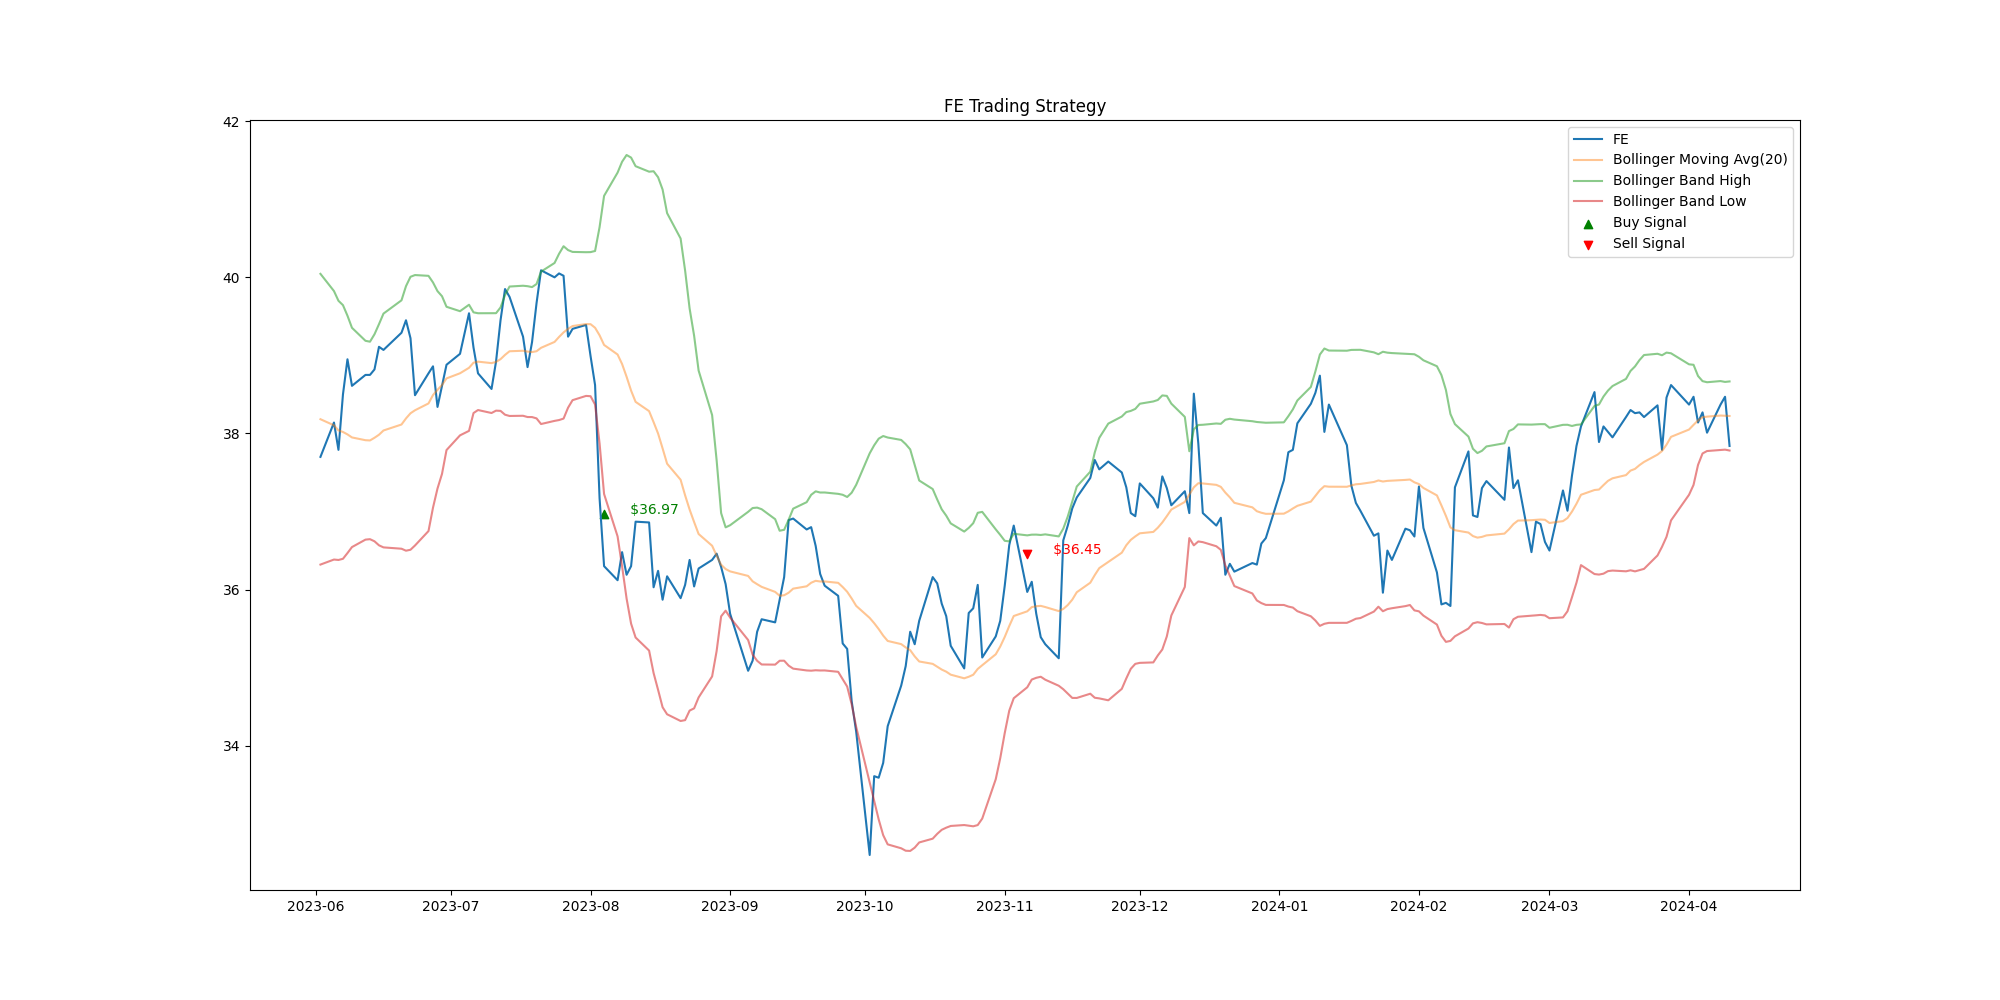 FE Trading Strategy
42
40
38
36
34
FE
Bollinger Moving Avg(20)
Bollinger Band High
Bollinger Band Low
Buy Signal
Sell Signal
$36.97
$36.45
2023-06
2023-07
2023-08
2023-09
2023-10
2023-11
2023-12
2024-01
2024-02
2024-03
2024-04